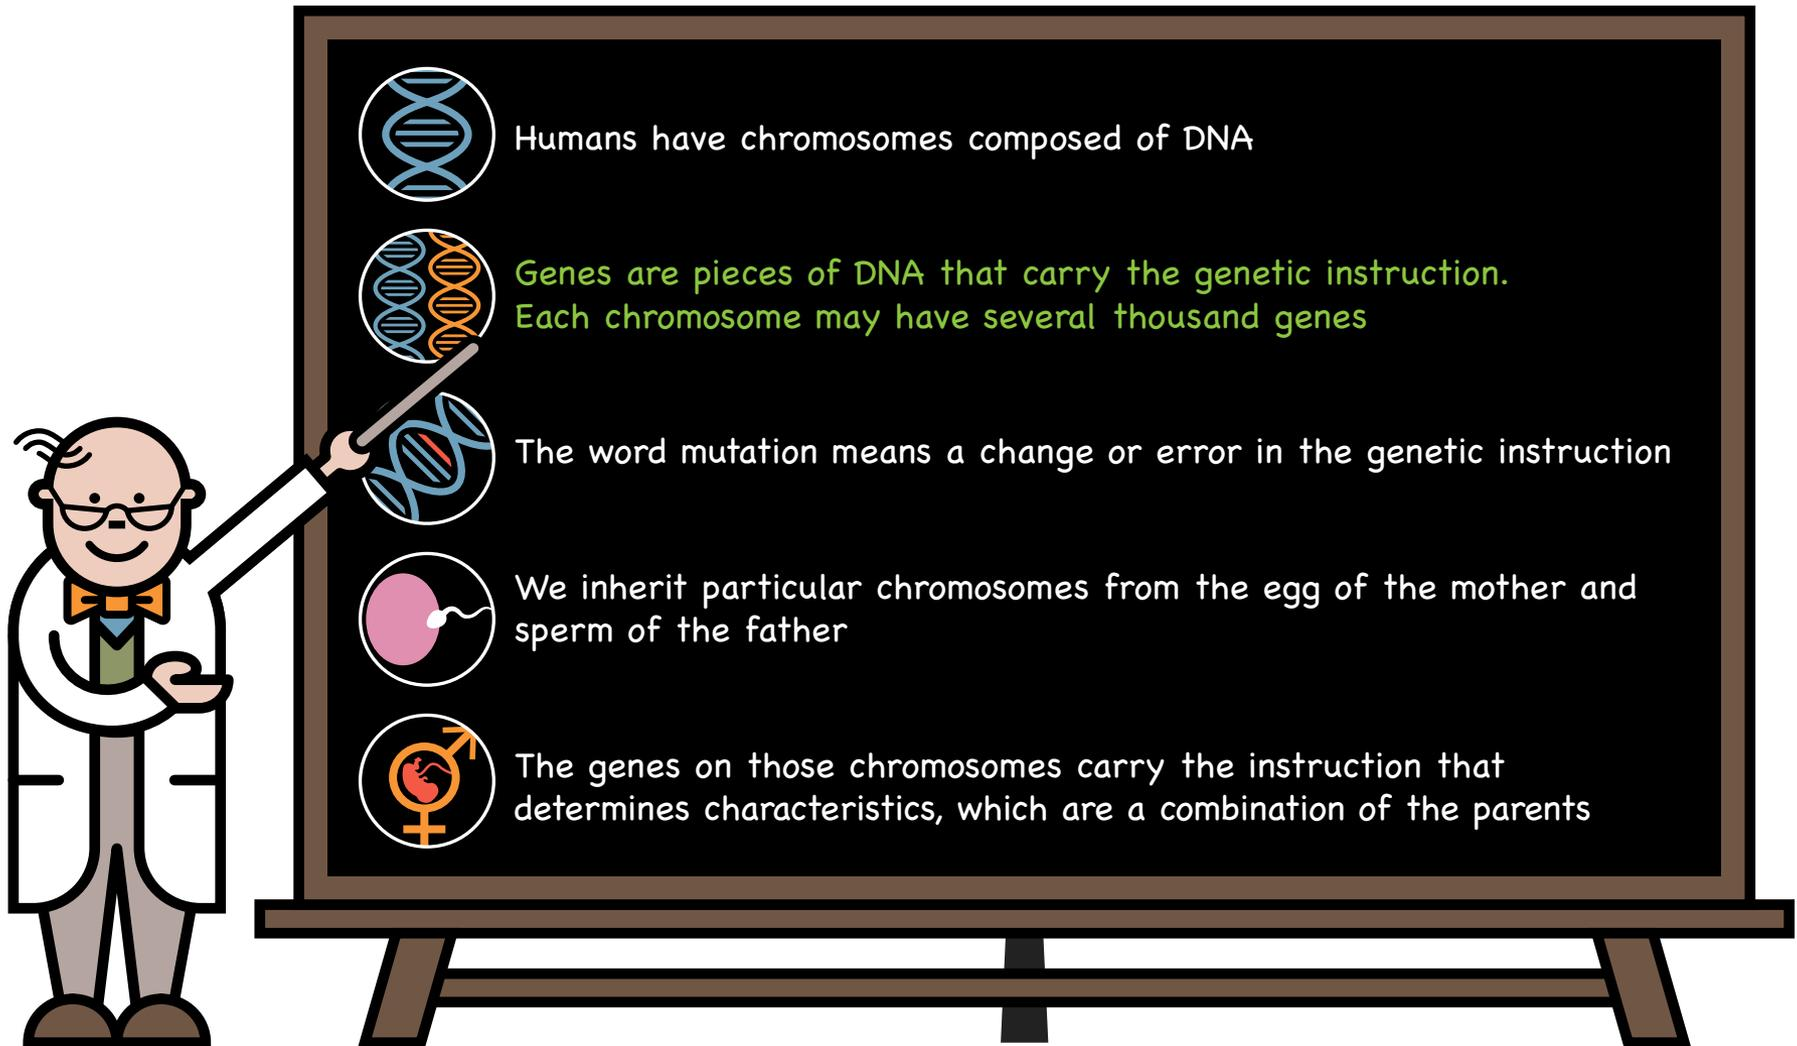 Humans have chromosomes composed of DNA
Genes are pieces of DNA that carry the genetic instruction.
Each chromosome may have several thousand genes
The word mutation means a change or error in the genetic instruction
We inherit particular chromosomes from the egg of the mother and
sperm of the father
The genes on those chromosomes carry the instruction that
determines characteristics, which are a combination of the parents